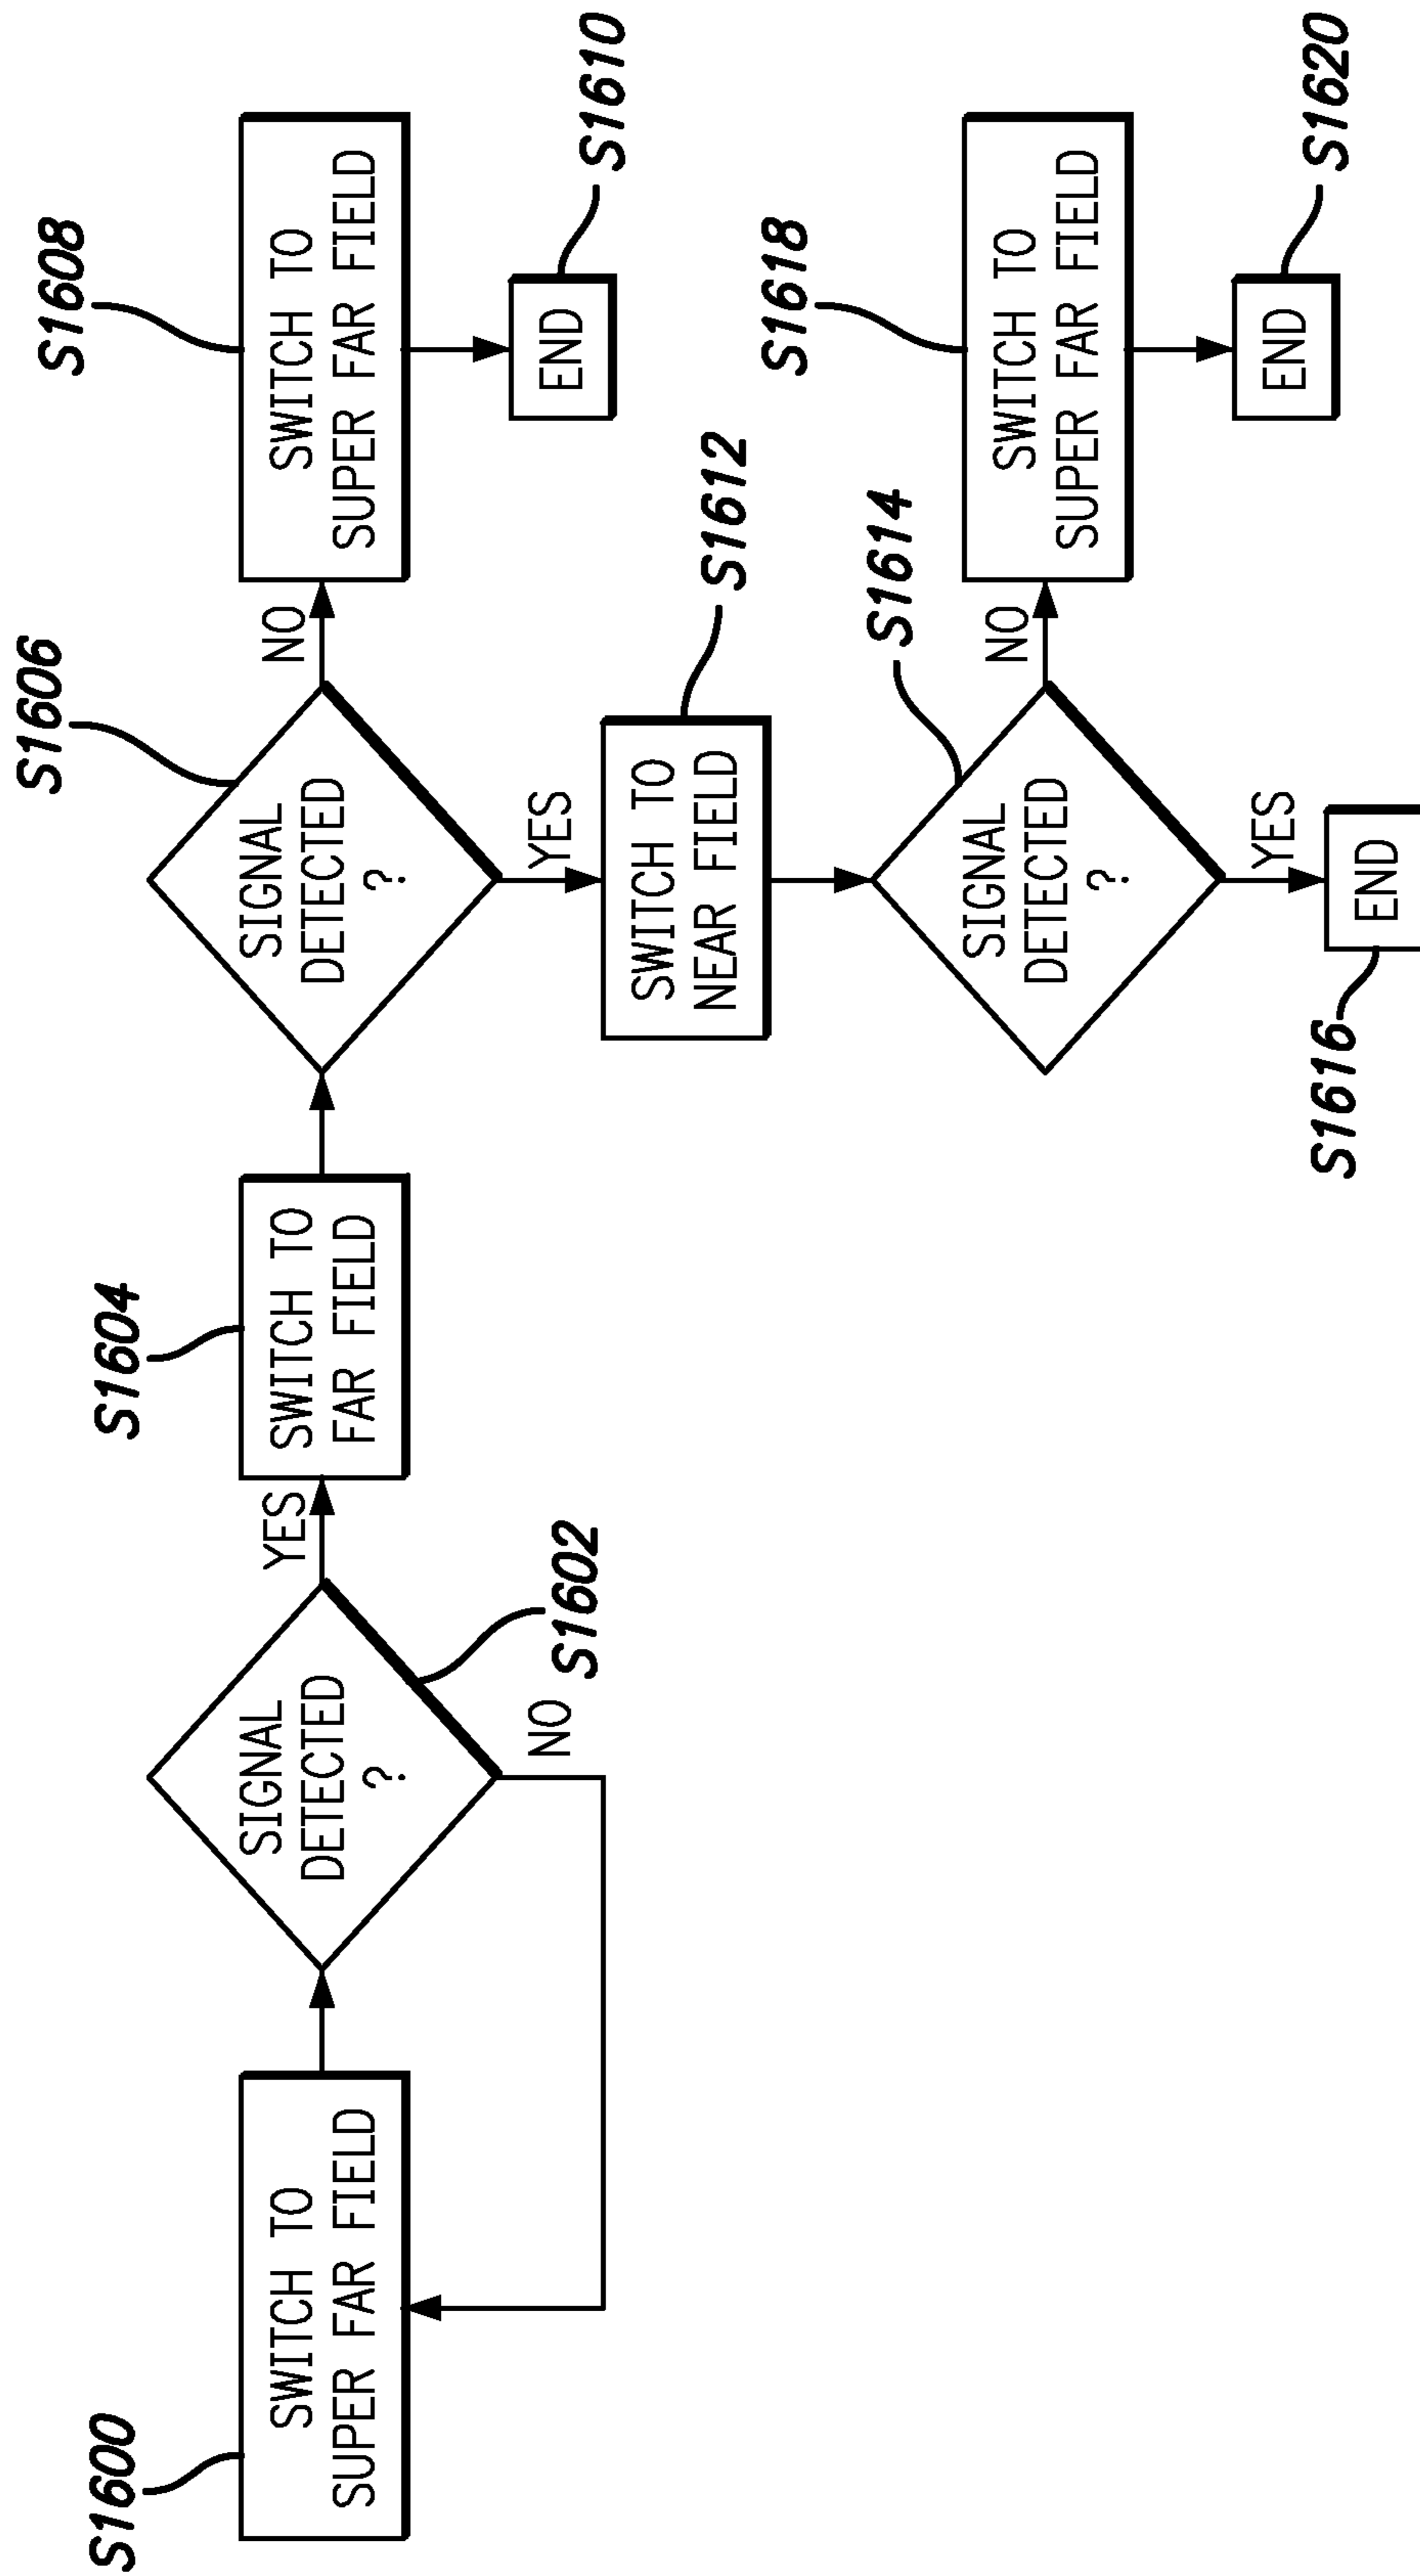 S1600
SWITCH TO
SUPER FAR FIELD
SIGNAL
DETECTED
?
S1602
NO
YES
S1604
SWITCH TO
FAR FIELD
S1606
SIGNAL
DETECTED
?
NO
S1608
SWITCH TO
SUPER FAR FIELD
END
S1610
YES
SWITCH TO
NEAR FIELD
S1612
SIGNAL
DETECTED
?
S1614
NO
S1618
SWITCH TO
SUPER FAR FIELD
END
S1620
YES
END
S1616